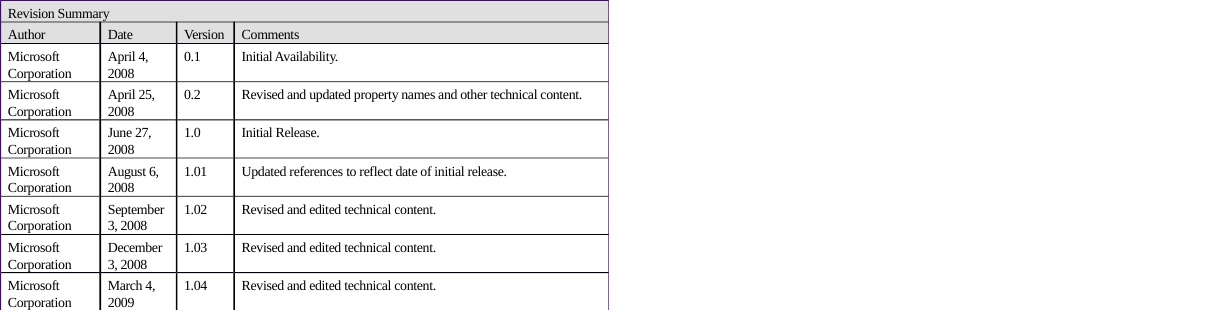 Revision Summary
Author Date Version Comments
Microsoft Corporation April 4, 2008 0.1 Initial Availability.
Microsoft Corporation April 25, 2008 0.2 Revised and updated property names and other technical content.
Microsoft Corporation June 27, 2008 1.0 Initial Release.
Microsoft Corporation August 6, 2008 1.01 Updated references to reflect date of initial release.
Microsoft Corporation September 3, 2008 1.02 Revised and edited technical content.
Microsoft Corporation December 3, 2008 1.03 Revised and edited technical content.
Microsoft Corporation March 4, 2009 1.04 Revised and edited technical content.